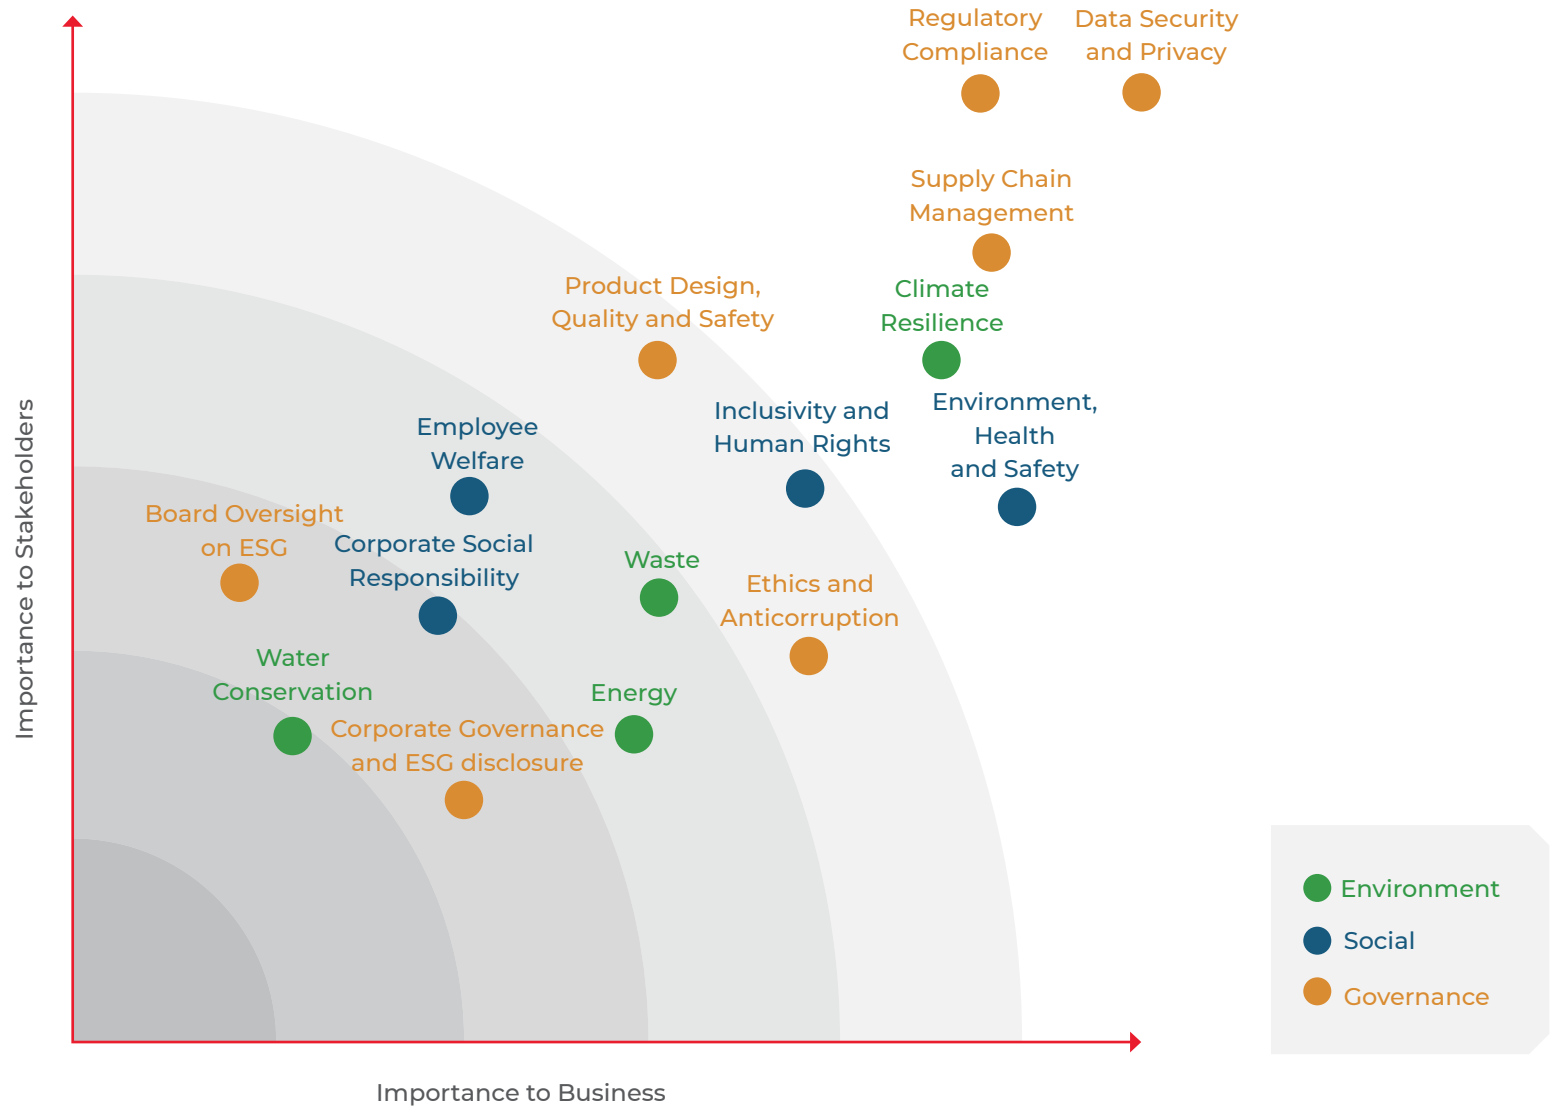 Regulatory
Compliance
Data Security
and Privacy
Supply Chain
Management
Product Design,
Quality and Safety
Climate
Resilience
Inclusivity and
Human Rights
Environment,
Health
and Safety
Employee
Welfare
Board Oversight
on ESG
Corporate Social
Responsibility
Waste
Ethics and
Anticorruption
Water
Conservation
Energy
Corporate Governance
and ESG disclosure
Importance to Stakeholders
Importance to Business
Environment
Social
Governance